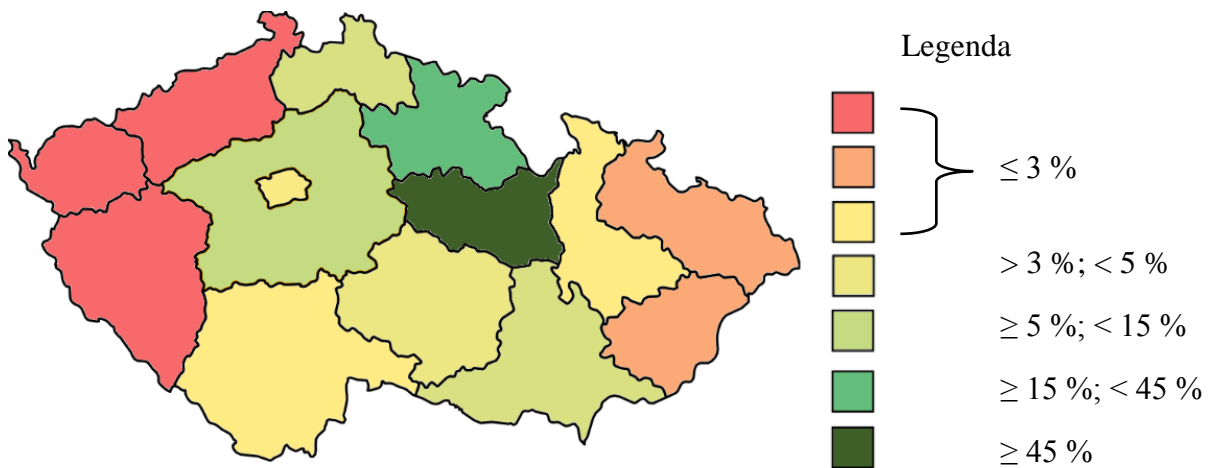 Legenda
≤ 3 %
> 3 %; < 5 %
≥ 5 %; < 15 %
≥ 15 %; < 45 %
≥ 45 %